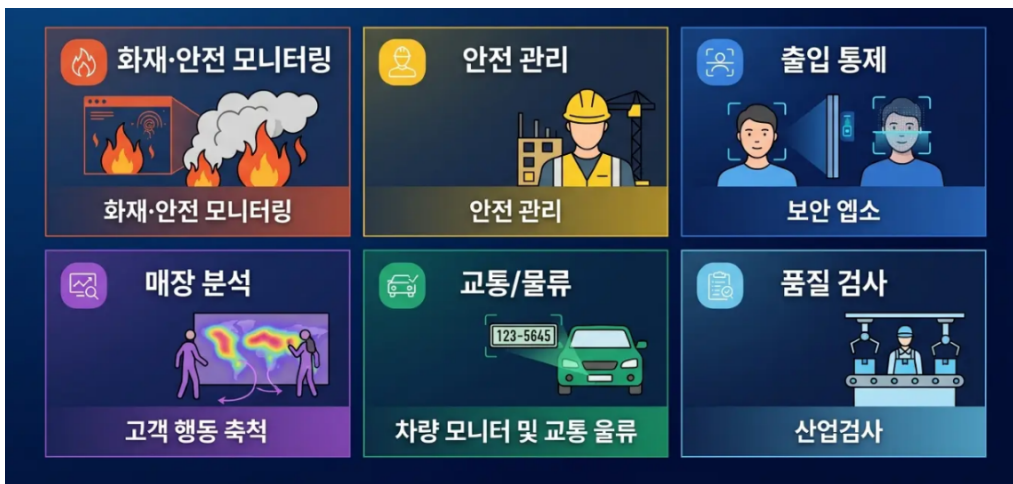 화재·안전 모니터링
화재·안전 모니터링
안전 관리
안전 관리
출입 통제
보안 엡소
매장 분석
고객 행동 축척
교통/물류
123-5645
차량 모니터 및 교통 울류
품질 검사
산업검사